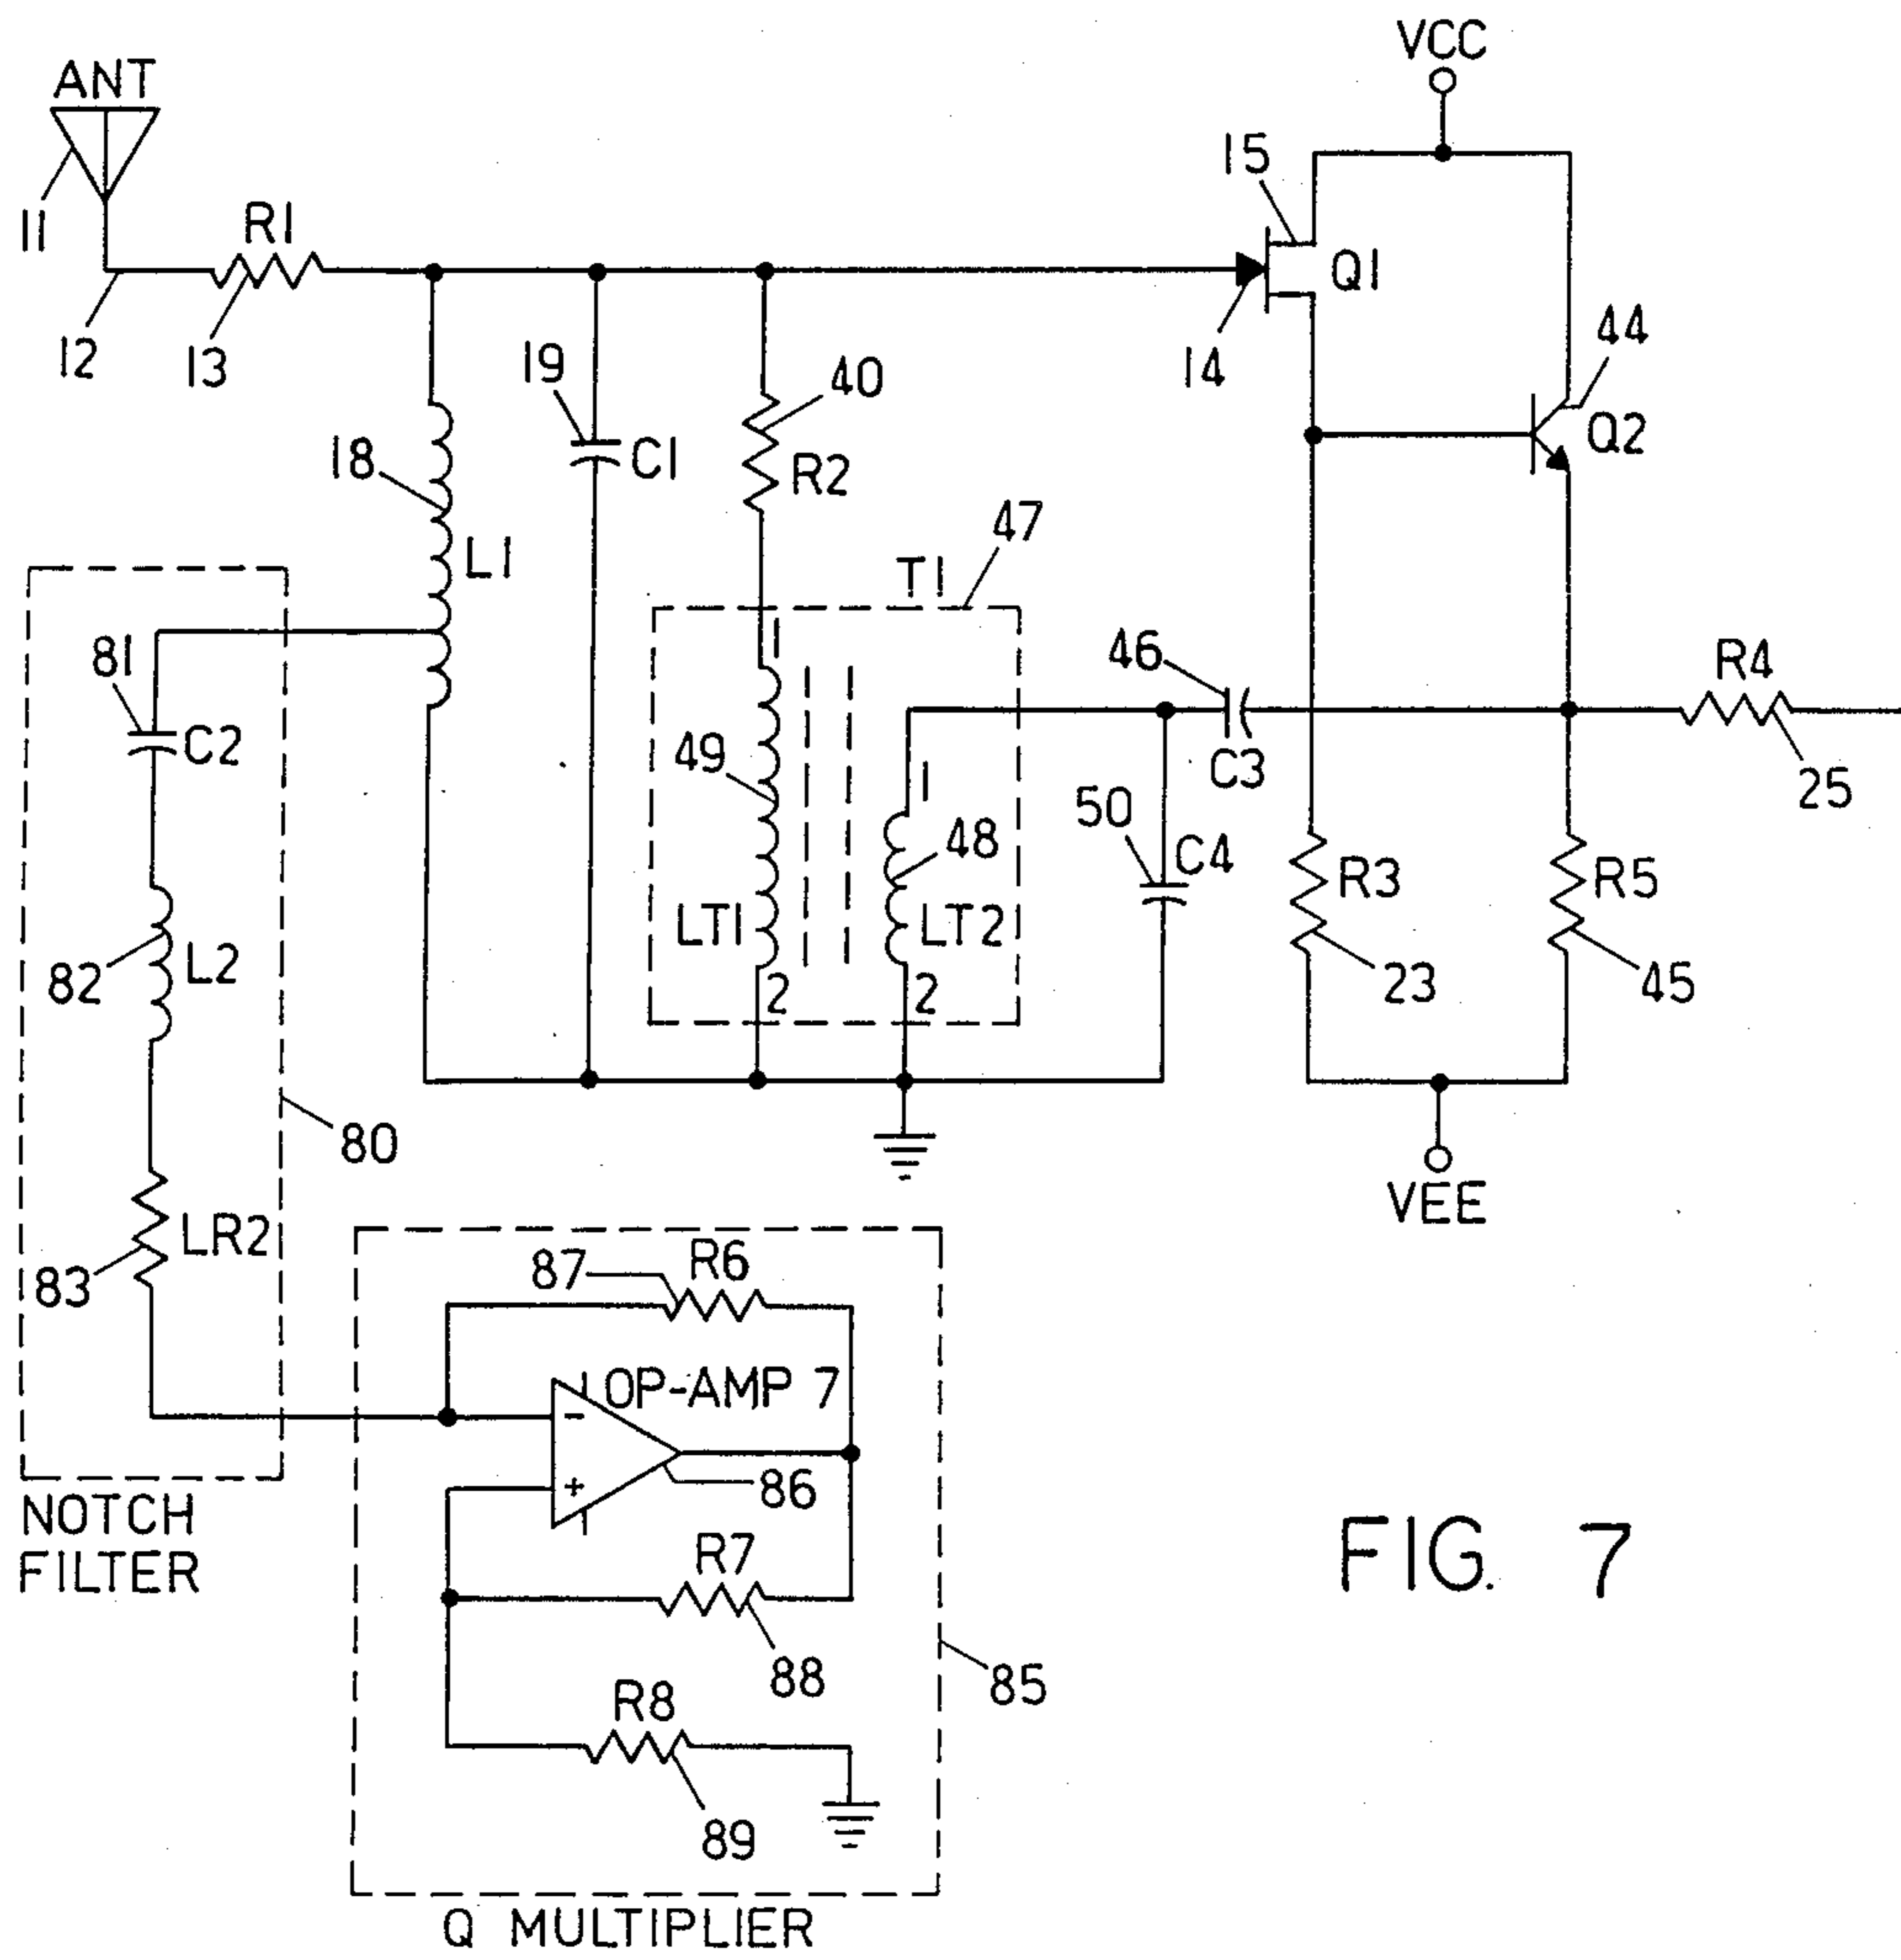 VCC
ANT
15
11
R1
Q1
44
12
13
19
40
14
Q2
18
C1
R2
47
L1
T1
81
1
46
R4
C2
49
1
C3
25
50
48
C4
R3
R5
LT1
LT2
82
L2
2
2
23
45
80
VEE
LR2
83
87
R6
OP-AMP 7
-
+
86
NOTCH
FILTER
R7
FIG. 7
88
85
R8
89
Q MULTIPLIER